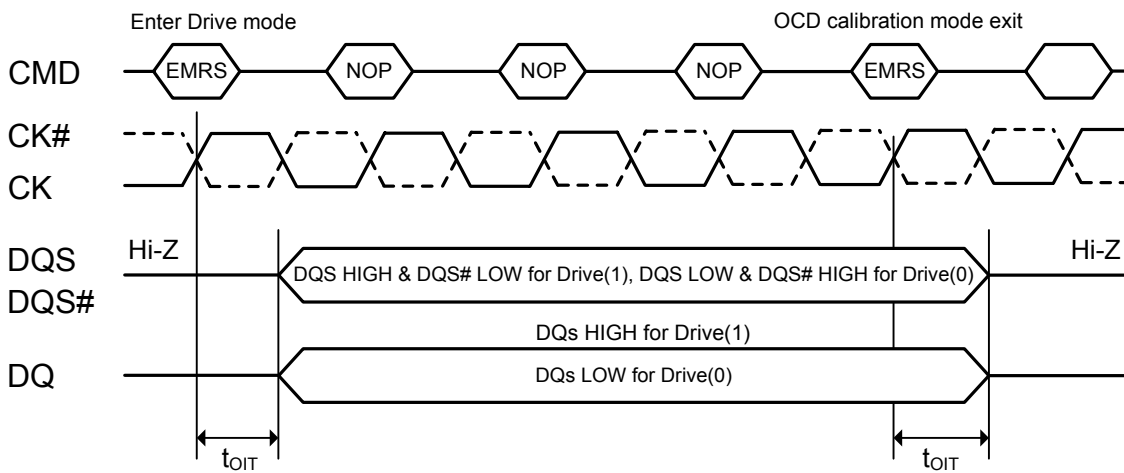 Enter Drive mode
OCD calibration mode exit
CMD
EMRS
NOP
NOP
NOP
EMRS
CK#
CK
DQS
DQS#
Hi-Z
DQS HIGH & DQS# LOW for Drive(1), DQS LOW & DQS# HIGH for Drive(0)
Hi-Z
DQs HIGH for Drive(1)
DQ
DQs LOW for Drive(0)
tOIT
tOIT